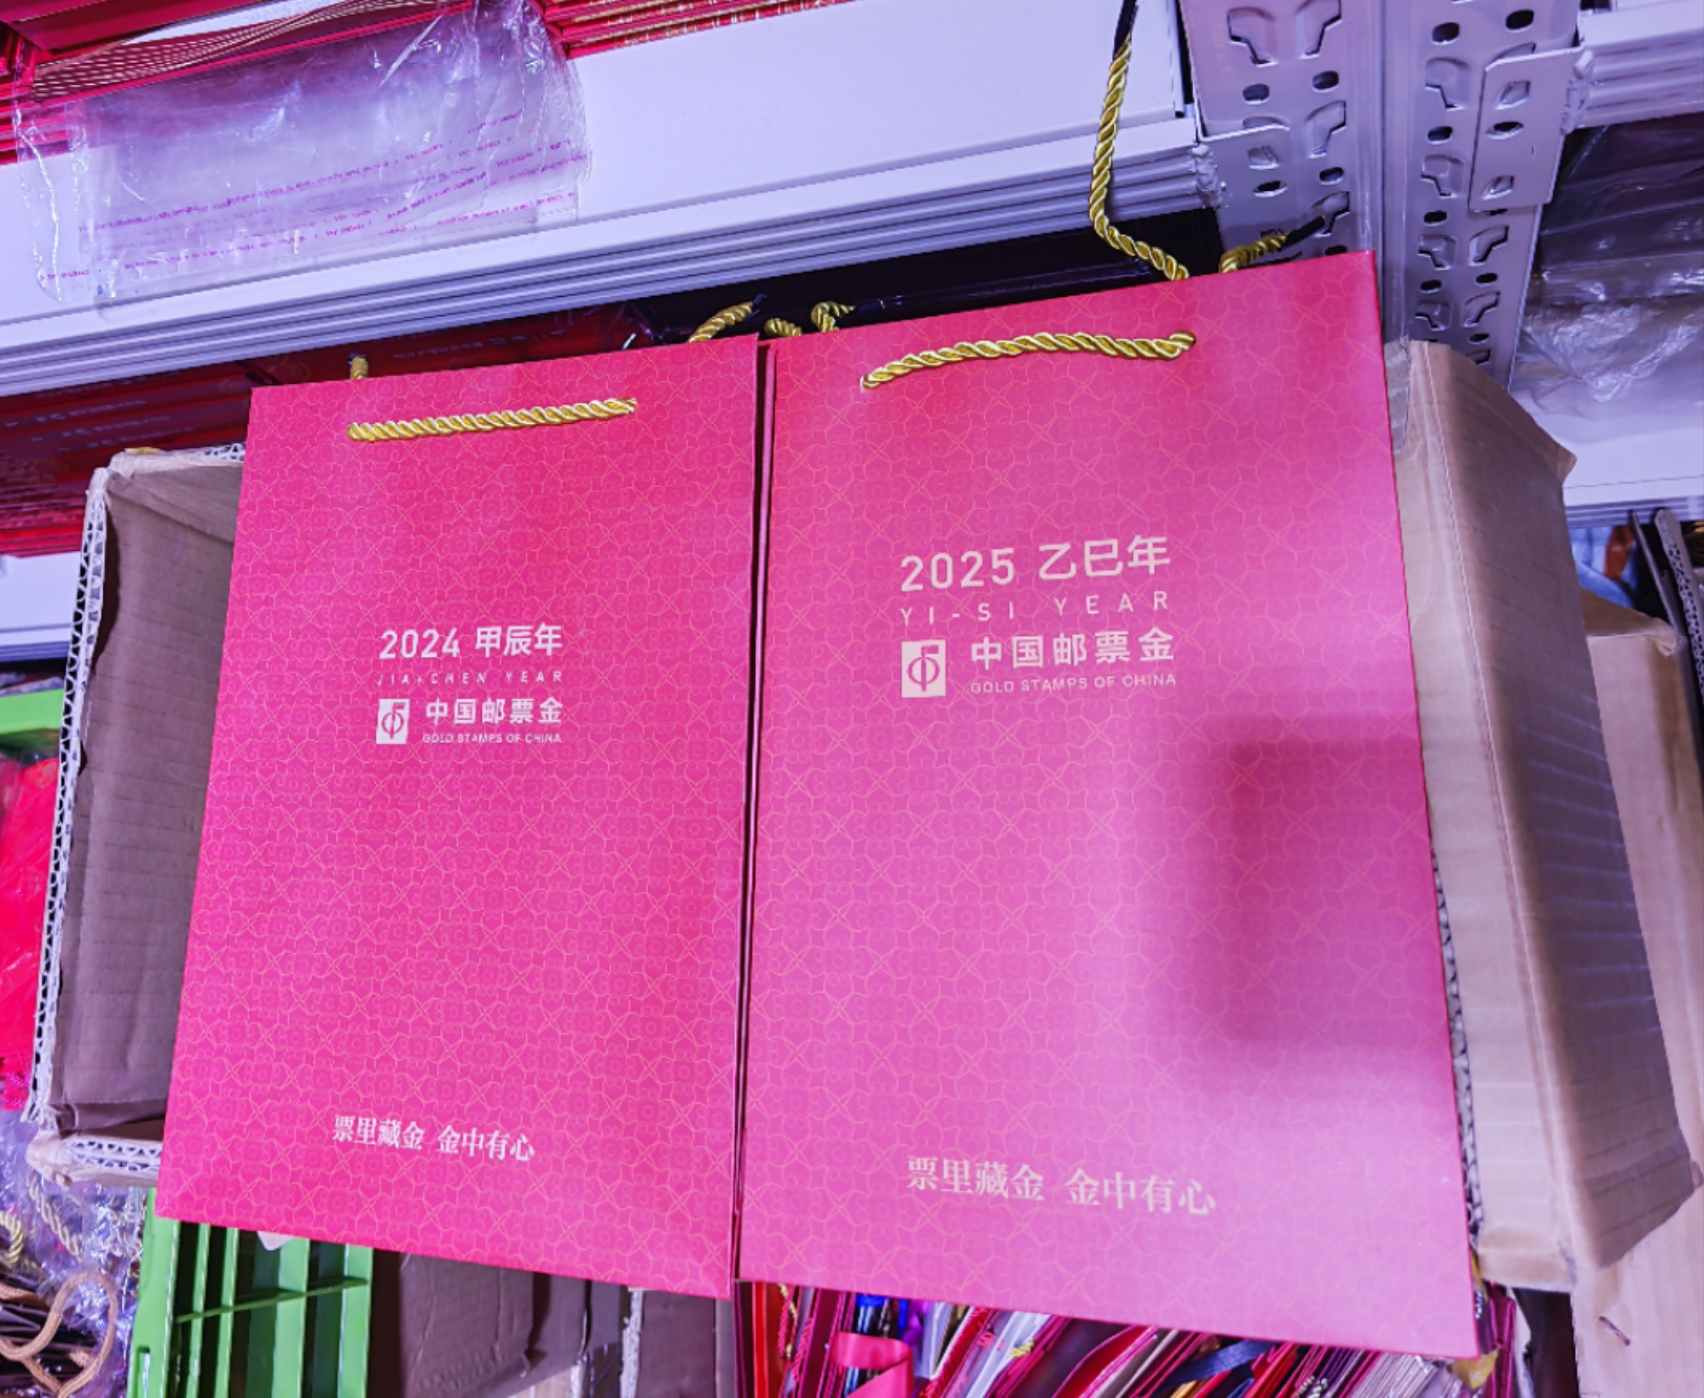 2024 甲辰年
JIA-CHEN YEAR
中国邮票金
GOLD STAMPS OF CHINA
票里藏金 金中有心
2025 乙巳年
YI-SI YEAR
中国邮票金
GOLD STAMPS OF CHINA
票里藏金 金中有心